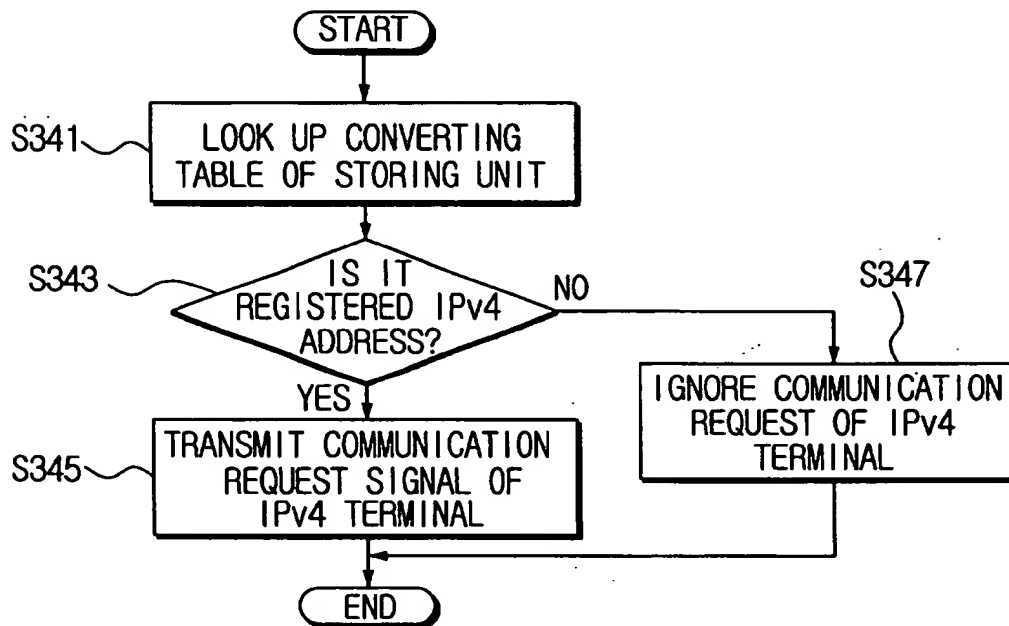 START
S341
LOOK UP CONVERTING
TABLE OF STORING UNIT
S343
IS IT
REGISTERED IPv4
ADDRESS?
NO
S347
YES
IGNORE COMMUNICATION
REQUEST OF IPv4
TERMINAL
S345
TRANSMIT COMMUNICATION
REQUEST SIGNAL OF
IPv4 TERMINAL
END